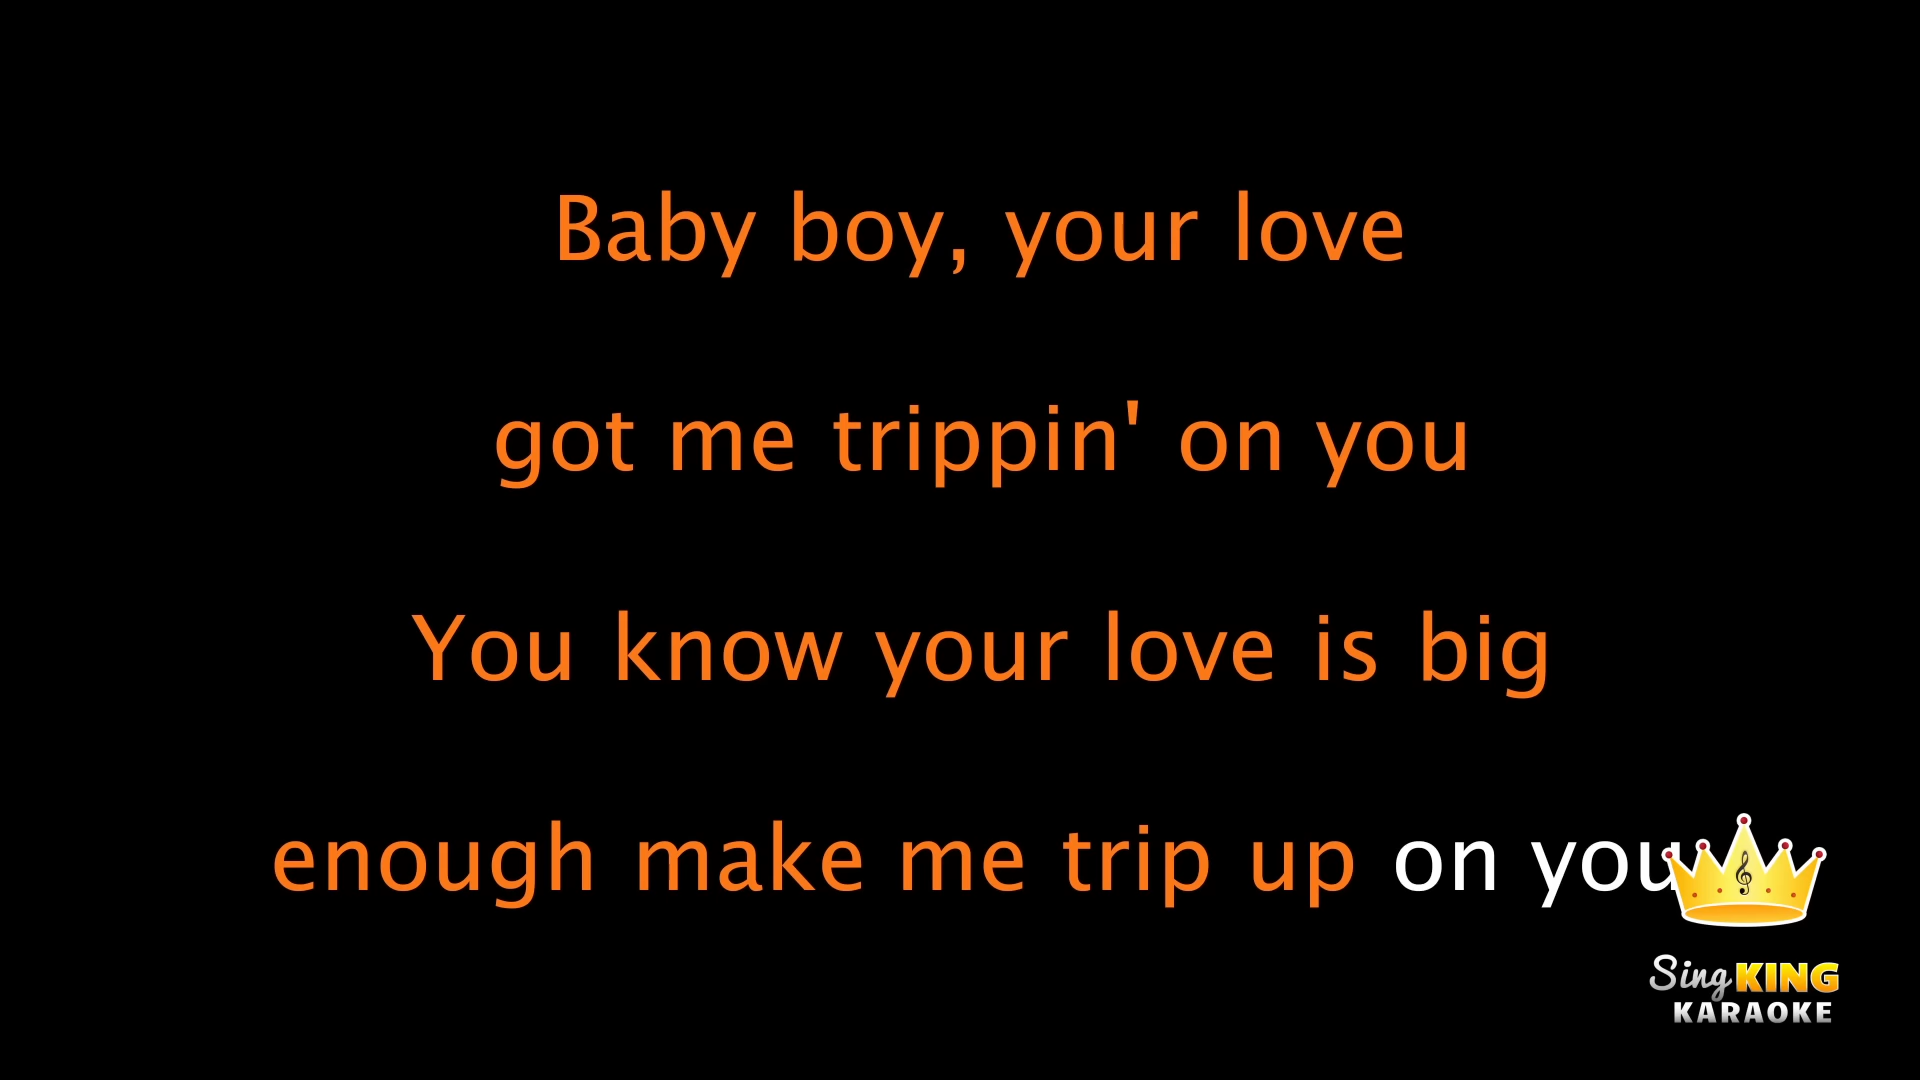 Baby boy, your love
got me trippin' on you
You know your love is big
enough make me trip up on you
Sing KING
KARAOKE